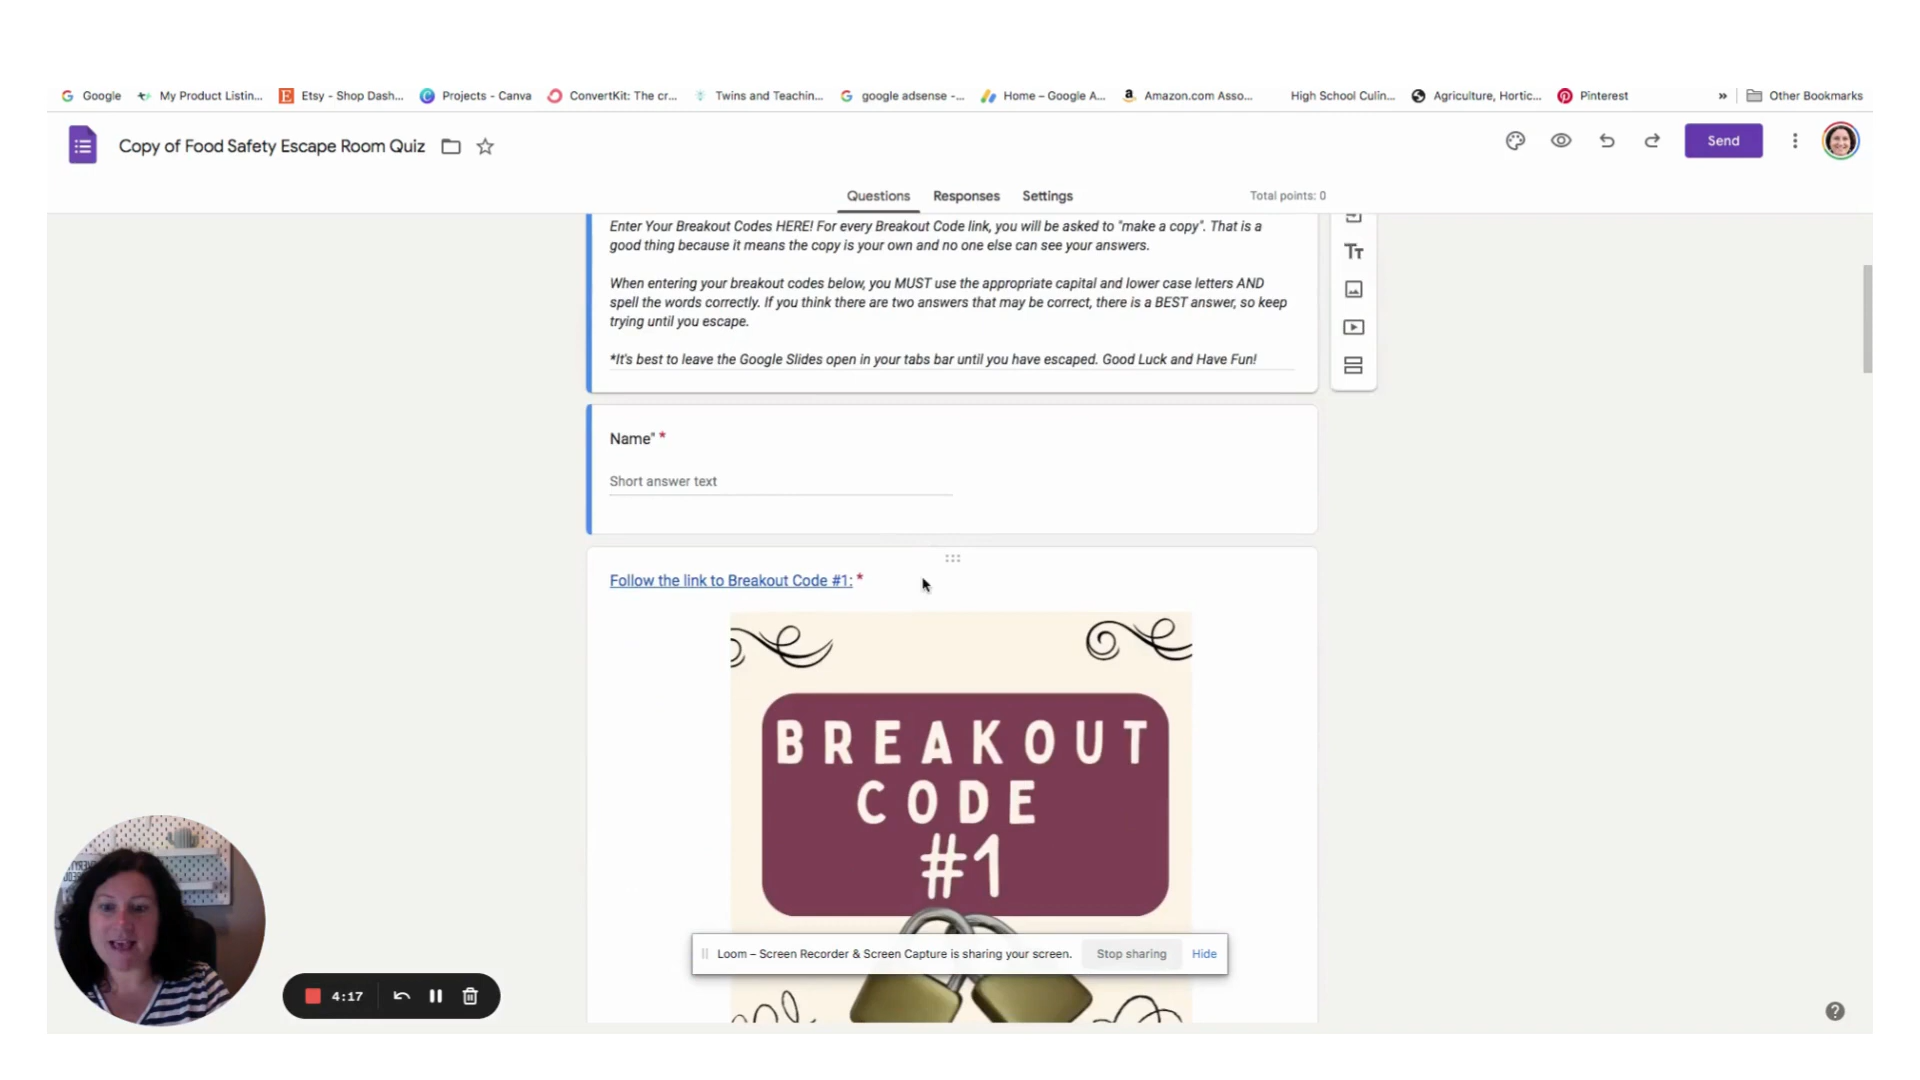 Google My Product Listin... Etsy - Shop Dash... Projects - Canva ConvertKit: The cr... Twins and Teachin... google adsense -... Home – Google A... Amazon.com Asso... High School Culin... Agriculture, Hortic... Pinterest » Other Bookmarks
Copy of Food Safety Escape Room Quiz
Send
Questions Responses Settings Total points: 0
Enter Your Breakout Codes HERE! For every Breakout Code link, you will be asked to "make a copy". That is a
good thing because it means the copy is your own and no one else can see your answers.
When entering your breakout codes below, you MUST use the appropriate capital and lower case letters AND
spell the words correctly. If you think there are two answers that may be correct, there is a BEST answer, so keep
trying until you escape.
*It's best to leave the Google Slides open in your tabs bar until you have escaped. Good Luck and Have Fun!
Tт
Name" *
Short answer text
Follow the link to Breakout Code #1: *
BREAKOUT
CODE
#1
Loom – Screen Recorder & Screen Capture is sharing your screen. Stop sharing Hide
4:17